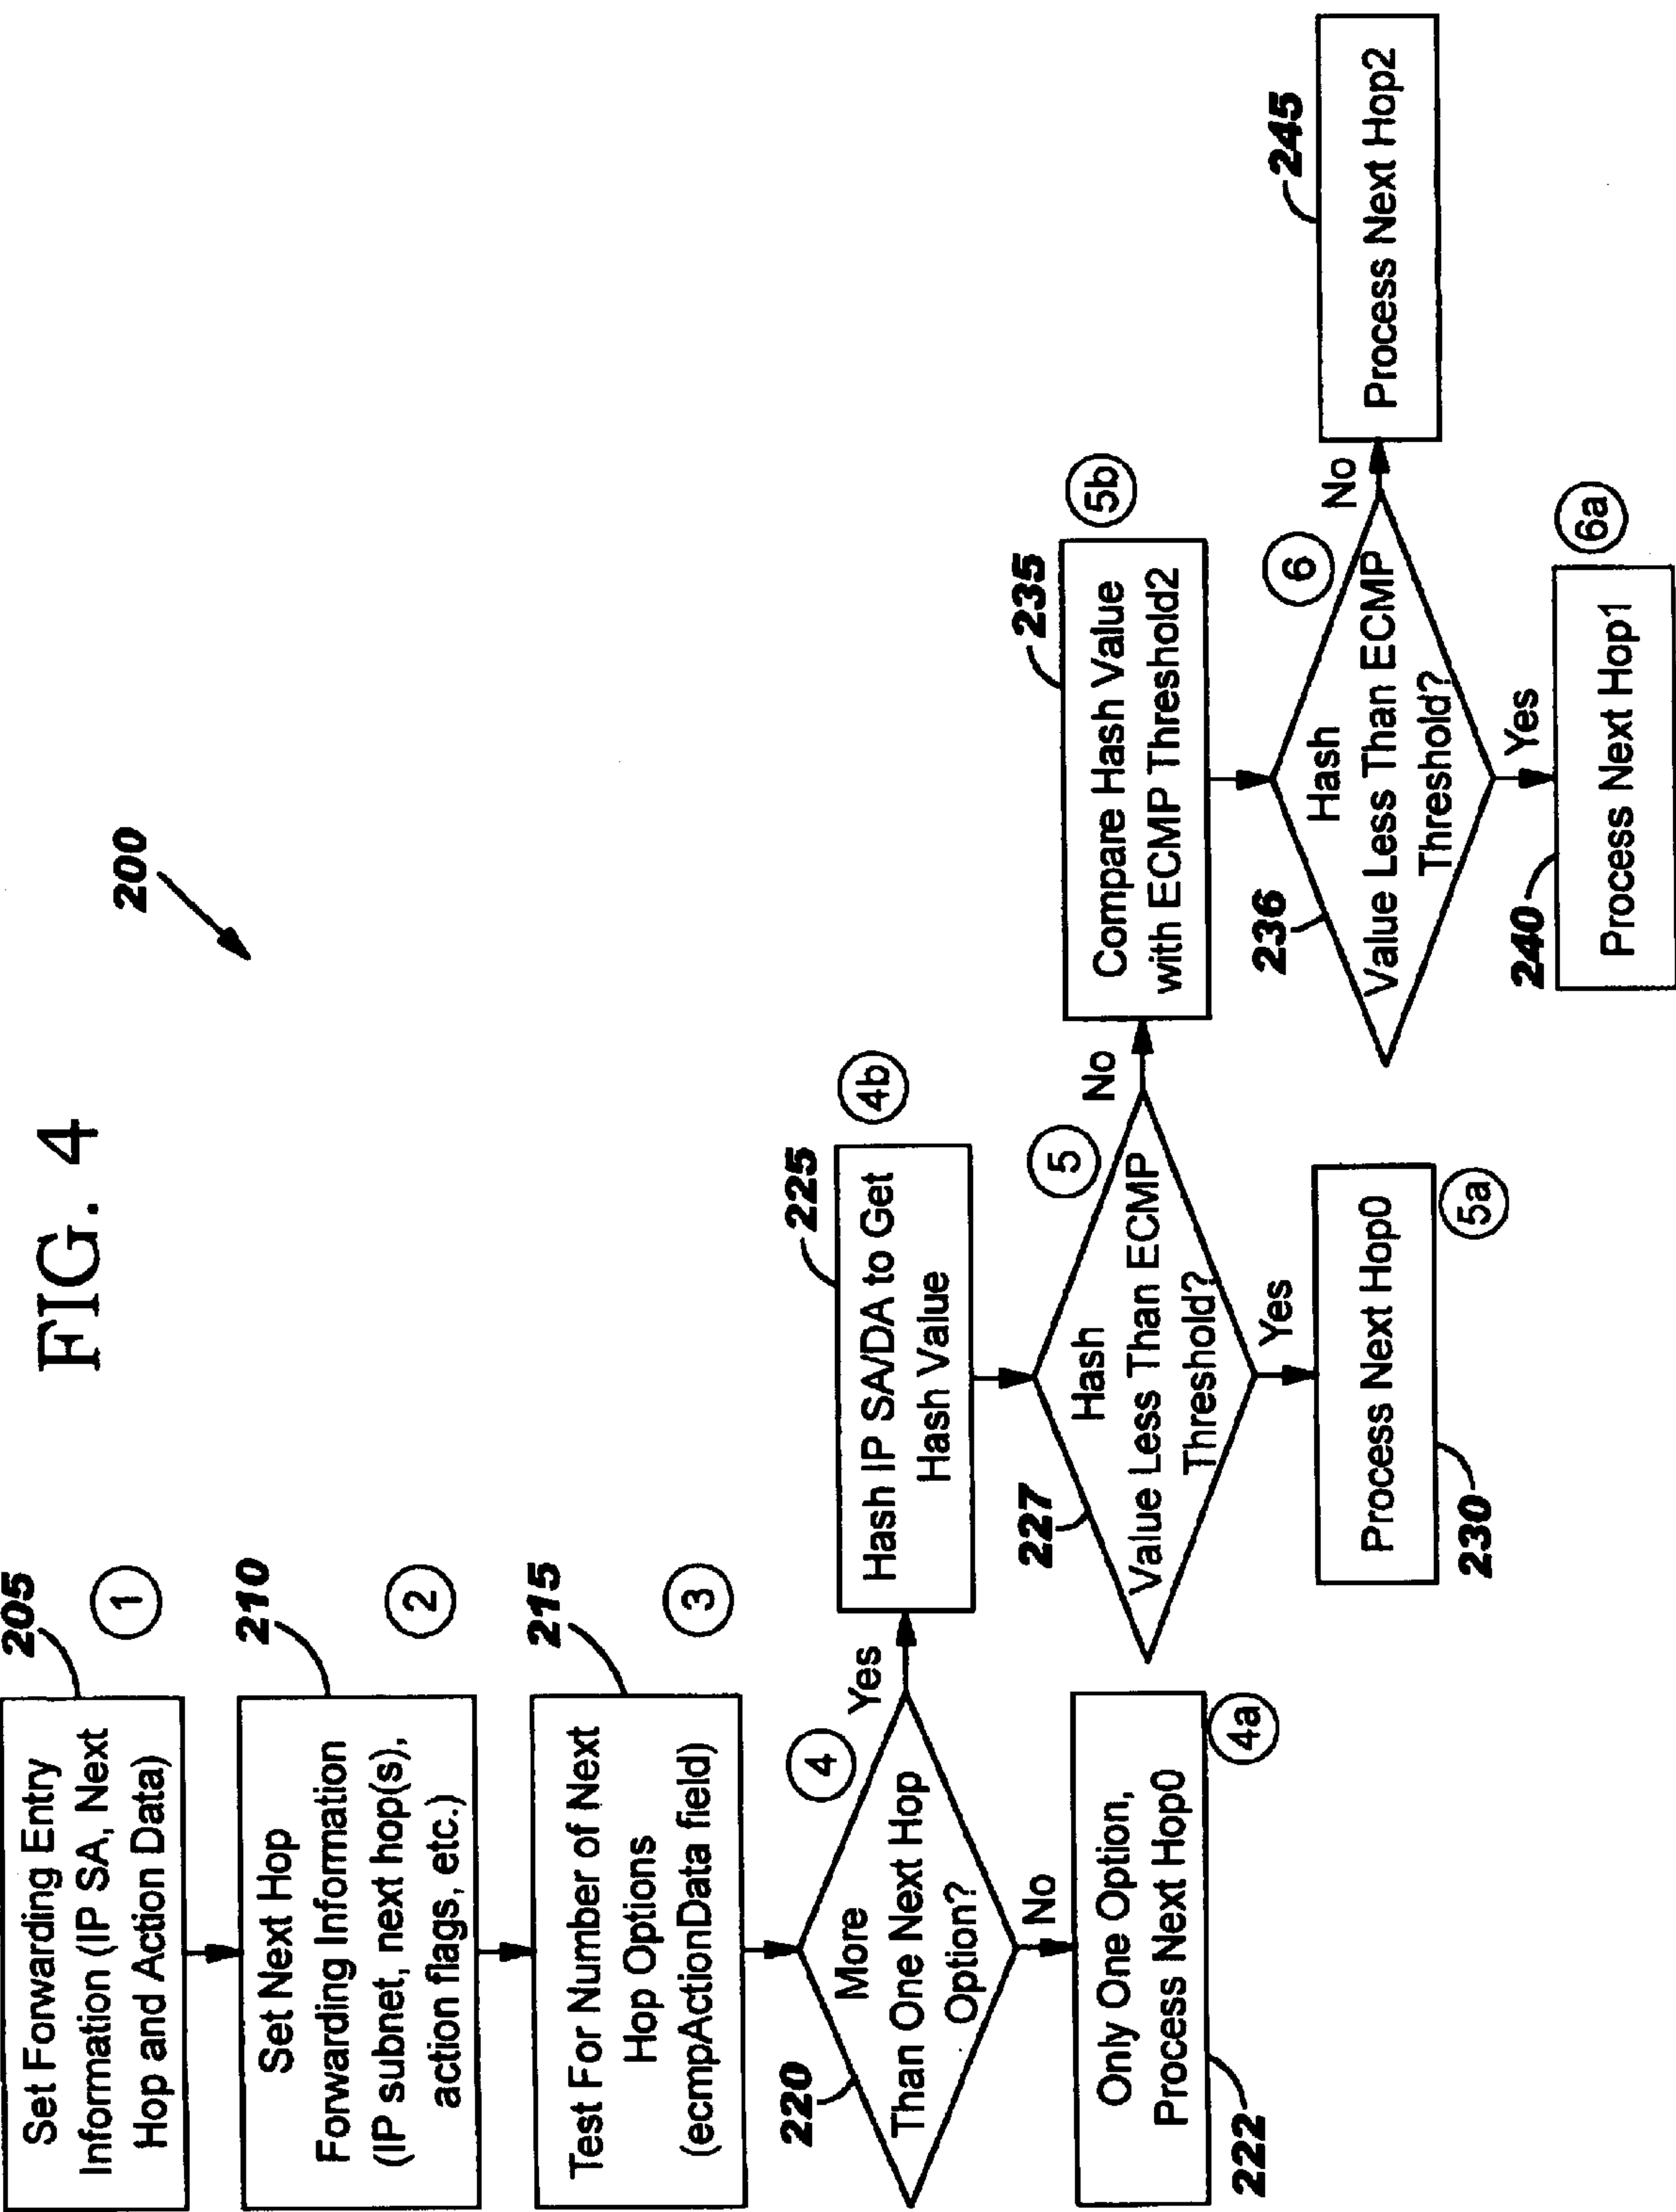 FIG. 4
200
205
Set Forwarding Entry
Information (IP SA, Next
Hop and Action Data)
1
210
Set Next Hop
Forwarding Information
(IP subnet, next hop(s),
action flags, etc.)
2
215
Test For Number of Next
Hop Options
(ecmpActionData field)
3
220
More
Than One Next Hop
Option?
4
Yes
No
Only One Option,
Process Next Hop0
222
4a
225
4b
Hash IP SA/DA to Get
Hash Value
227
5
Hash
Value Less Than ECMP
Threshold?
No
Yes
Process Next Hop0
230
5a
235
5b
Compare Hash Value
with ECMP Threshold2
236
6
Hash
Value Less Than ECMP
Threshold?
No
Yes
240
Process Next Hop1
6a
245
Process Next Hop2